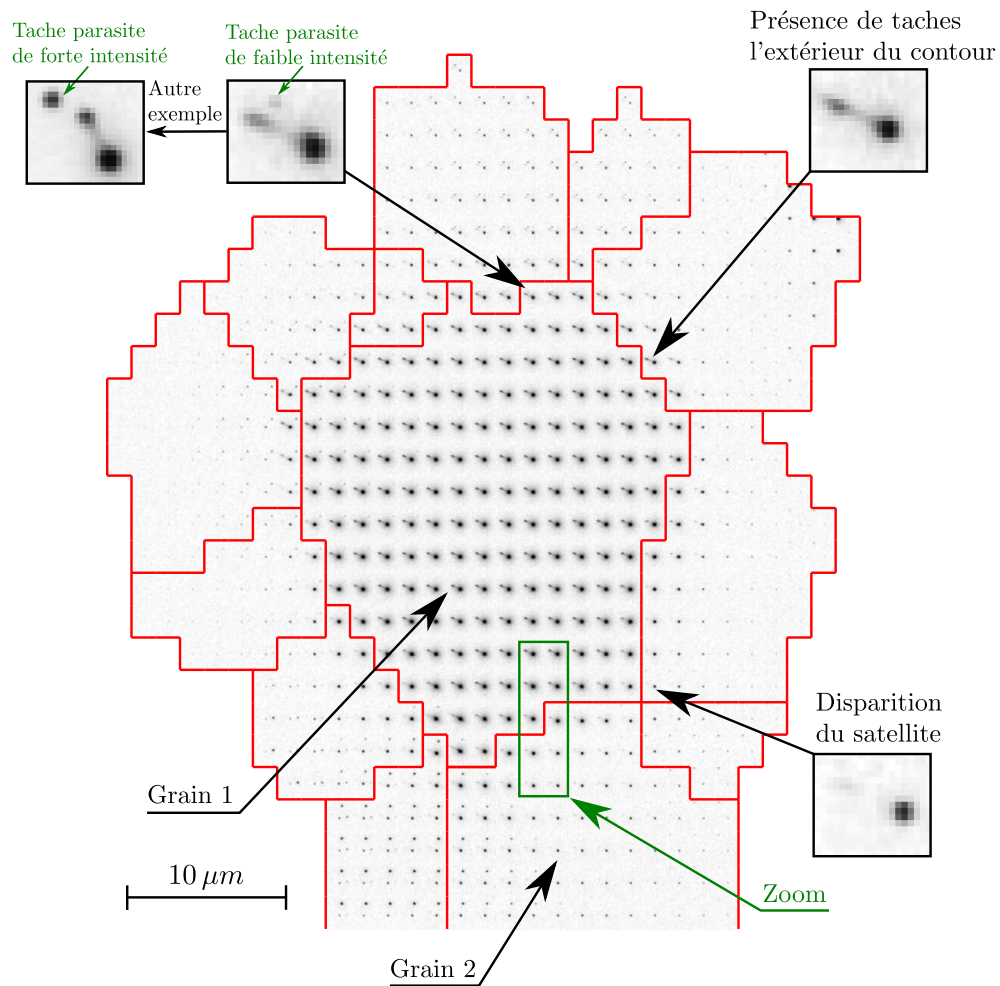 Tache parasite
de forte intensité
Tache parasite
de faible intensité
Présence de taches
l'extérieur du contour
Autre
exemple
Disparition
du satellite
Grain 1
10 μm
Zoom
Grain 2